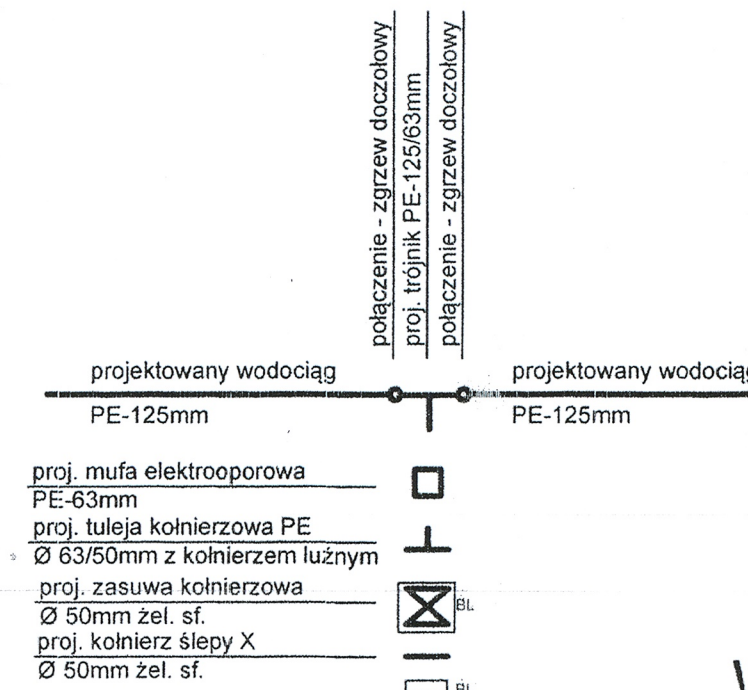 połączenie - zgrzew doczołowy
proj. trójnik PE-125/63mm
połączenie - zgrzew doczołowy
projektowany wodociąg
PE-125mm
projektowany wodociąg
PE-125mm
proj. mufa elektrooporowa
PE-63mm
proj. tuleja kołnierzowa PE
Ø 63/50mm z kołnierzem luźnym
proj. zasuwa kołnierzowa
Ø 50mm żel. sf.
BL
proj. kołnierz ślepy X
Ø 50mm żel. sf.
BL